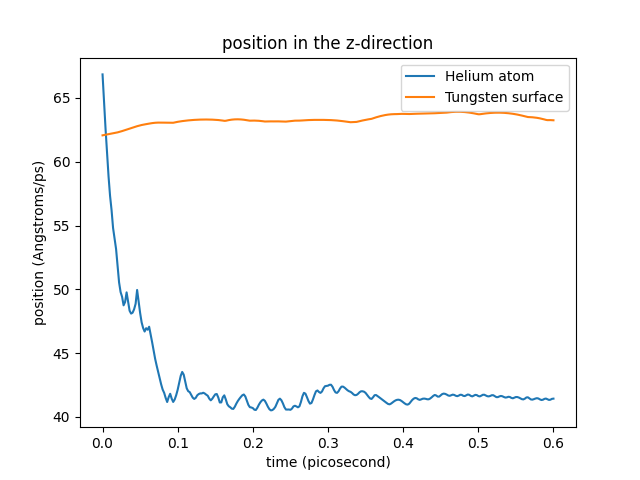 position in the z-direction
Helium atom
Tungsten surface
position (Angstroms/ps)
65
60
55
50
45
40
0.0 0.1 0.2 0.3 0.4 0.5 0.6
time (picosecond)